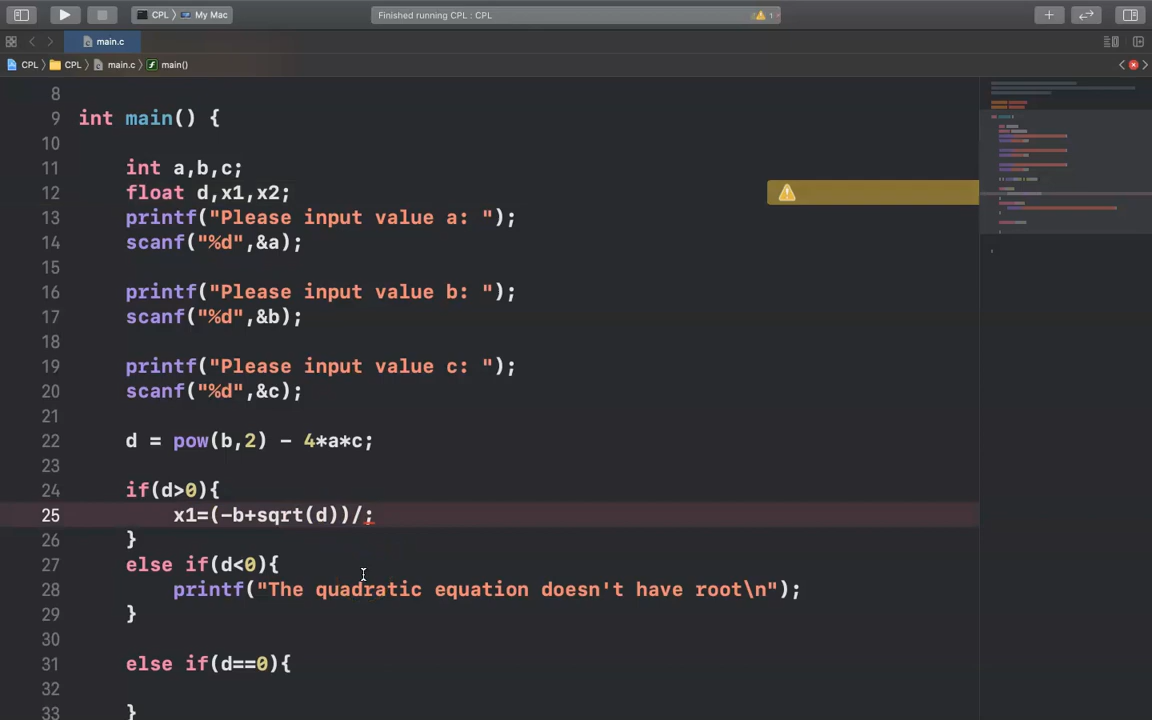 CPL 〉 My Mac
Finished running CPL : CPL
1
main.c
CPL 〉 CPL 〉 main.c 〉 main()
8
9 int main() {
10
11 int a,b,c;
12 float d,x1,x2;
13 printf("Please input value a: ");
14 scanf("%d",&a);
15
16 printf("Please input value b: ");
17 scanf("%d",&b);
18
19 printf("Please input value c: ");
20 scanf("%d",&c);
21
22 d = pow(b,2) - 4*a*c;
23
24 if(d>0){
25 x1=(-b+sqrt(d))/;
26 }
27 else if(d<0){
28 printf("The quadratic equation doesn't have root\n");
29 }
30
31 else if(d==0){
32
33 }